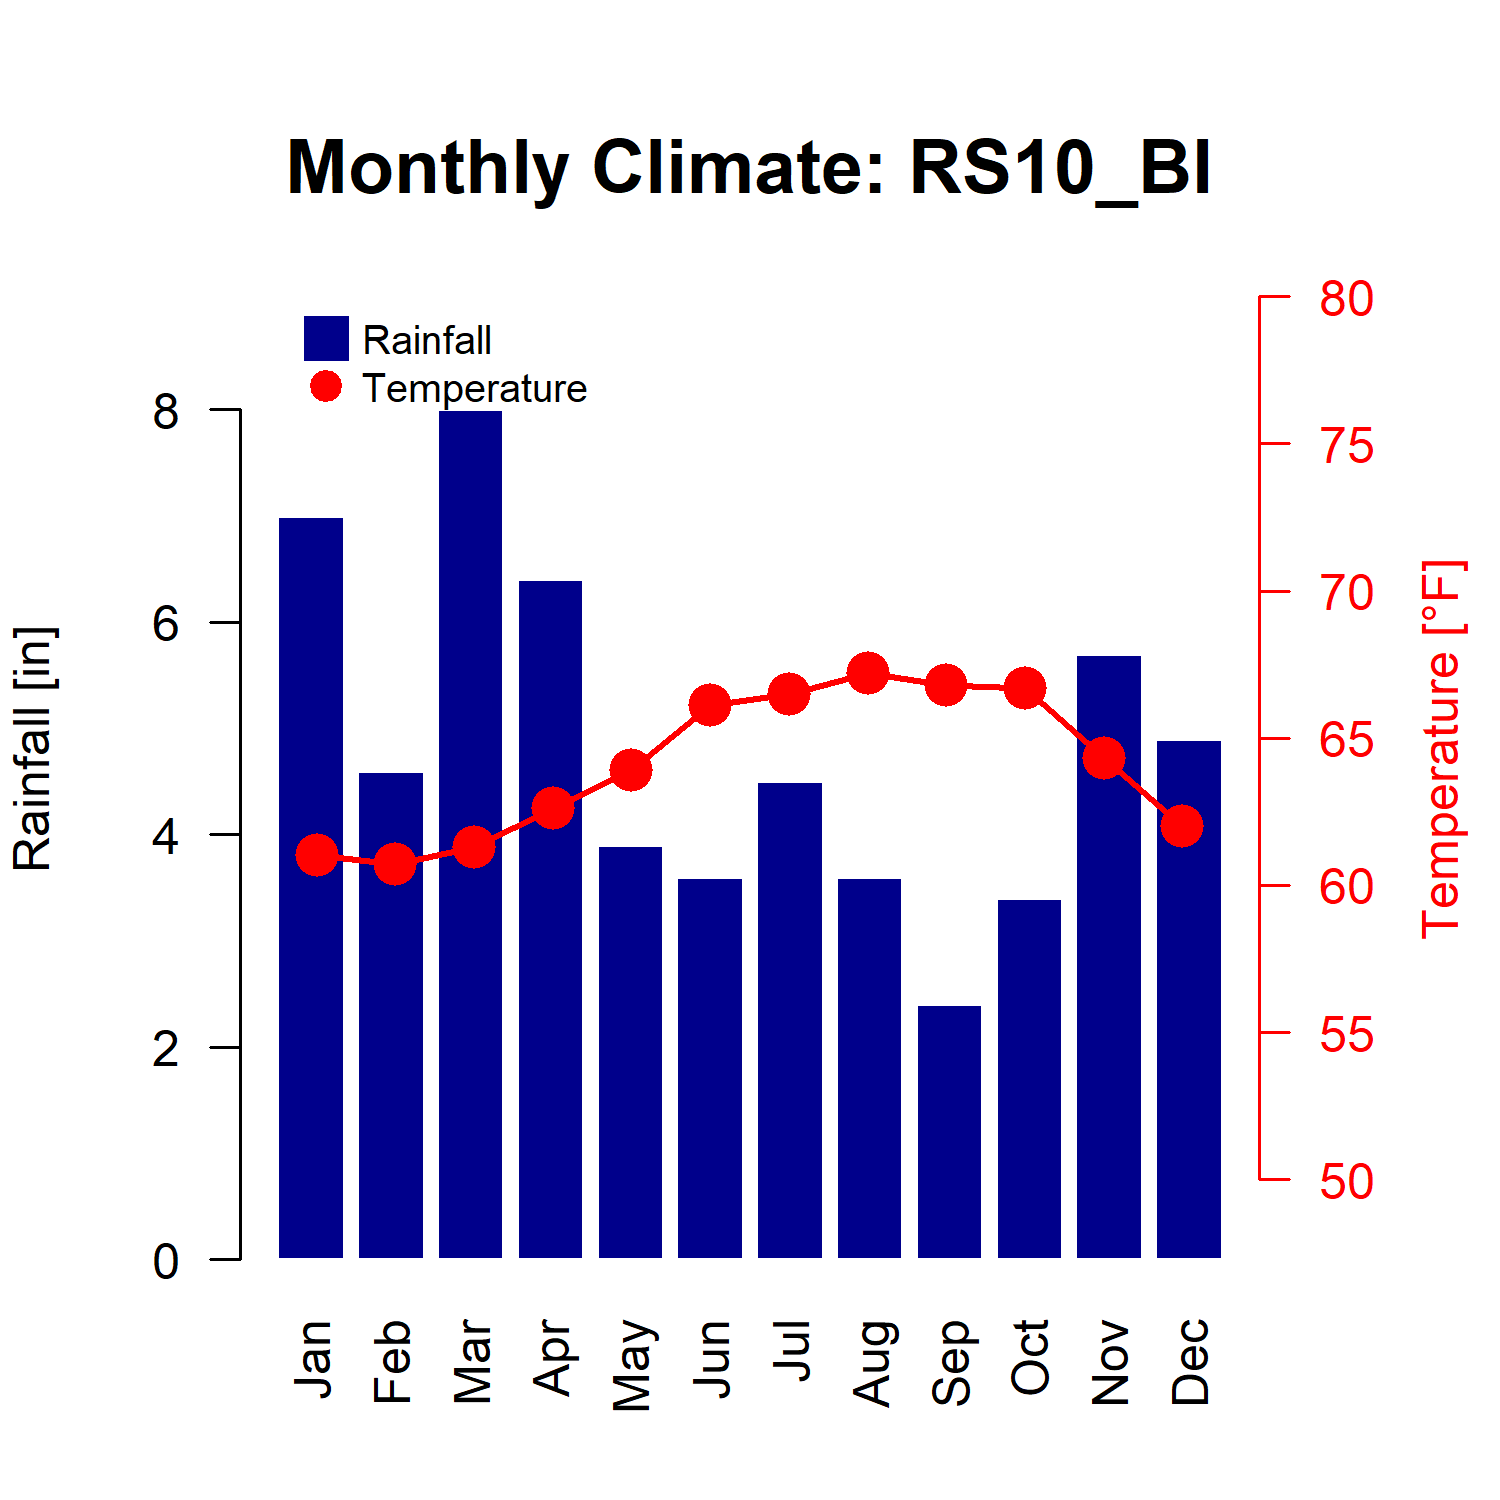 Monthly Climate: RS10_BI
Rainfall
Temperature
Rainfall [in]
8
6
4
2
0
80
75
70
65
60
55
50
Temperature [°F]
Jan
Feb
Mar
Apr
May
Jun
Jul
Aug
Sep
Oct
Nov
Dec